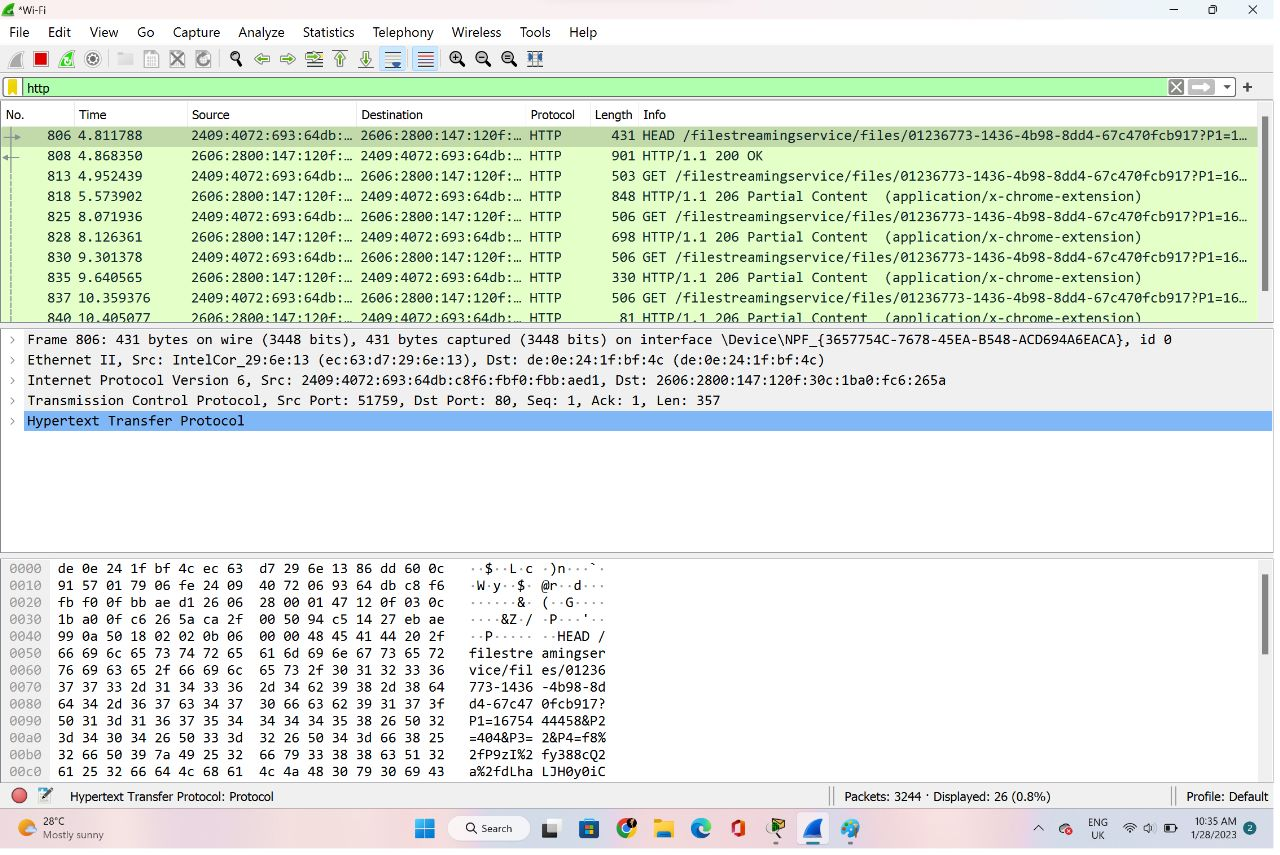 *Wi-Fi
File Edit View Go Capture Analyze Statistics Telephony Wireless Tools Help
http
No. Time Source Destination Protocol Length Info
806 4.811788 2409:4072:693:64db:… 2606:2800:147:120f:… HTTP 431 HEAD /filestreamingservice/files/01236773-1436-4b98-8dd4-67c470fcb917?P1=1…
808 4.868350 2606:2800:147:120f:… 2409:4072:693:64db:… HTTP 901 HTTP/1.1 200 OK
813 4.952439 2409:4072:693:64db:… 2606:2800:147:120f:… HTTP 503 GET /filestreamingservice/files/01236773-1436-4b98-8dd4-67c470fcb917?P1=16…
818 5.573902 2606:2800:147:120f:… 2409:4072:693:64db:… HTTP 848 HTTP/1.1 206 Partial Content (application/x-chrome-extension)
825 8.071936 2409:4072:693:64db:… 2606:2800:147:120f:… HTTP 506 GET /filestreamingservice/files/01236773-1436-4b98-8dd4-67c470fcb917?P1=16…
828 8.126361 2606:2800:147:120f:… 2409:4072:693:64db:… HTTP 698 HTTP/1.1 206 Partial Content (application/x-chrome-extension)
830 9.301378 2409:4072:693:64db:… 2606:2800:147:120f:… HTTP 506 GET /filestreamingservice/files/01236773-1436-4b98-8dd4-67c470fcb917?P1=16…
835 9.640565 2606:2800:147:120f:… 2409:4072:693:64db:… HTTP 330 HTTP/1.1 206 Partial Content (application/x-chrome-extension)
837 10.359376 2409:4072:693:64db:… 2606:2800:147:120f:… HTTP 506 GET /filestreamingservice/files/01236773-1436-4b98-8dd4-67c470fcb917?P1=16…
840 10.405077 2606:2800:147:120f:… 2409:4072:693:64db:… HTTP 81 HTTP/1.1 206 Partial Content (application/x-chrome-extension)
Frame 806: 431 bytes on wire (3448 bits), 431 bytes captured (3448 bits) on interface \Device\NPF_{3657754C-7678-45EA-B548-ACD694A6EACA}, id 0
Ethernet II, Src: IntelCor_29:6e:13 (ec:63:d7:29:6e:13), Dst: de:0e:24:1f:bf:4c (de:0e:24:1f:bf:4c)
Internet Protocol Version 6, Src: 2409:4072:693:64db:c8f6:fbf0:fbb:aed1, Dst: 2606:2800:147:120f:30c:1ba0:fc6:265a
Transmission Control Protocol, Src Port: 51759, Dst Port: 80, Seq: 1, Ack: 1, Len: 357
Hypertext Transfer Protocol
0000 de 0e 24 1f bf 4c ec 63 d7 29 6e 13 86 dd 60 0c ··$··L·c ·)n···`·
0010 91 57 01 79 06 fe 24 09 40 72 06 93 64 db c8 f6 ·W·y··$· @r··d···
0020 fb f0 0f bb ae d1 26 06 28 00 01 47 12 0f 03 0c ······&· (··G····
0030 1b a0 0f c6 26 5a ca 2f 00 50 94 c5 14 27 eb ae ····&Z·/ ·P···'··
0040 99 0a 50 18 02 02 0b 06 00 00 48 45 41 44 20 2f ··P····· ··HEAD /
0050 66 69 6c 65 73 74 72 65 61 6d 69 6e 67 73 65 72 filestre amingser
0060 76 69 63 65 2f 66 69 6c 65 73 2f 30 31 32 33 36 vice/fil es/01236
0070 37 37 33 2d 31 34 33 36 2d 34 62 39 38 2d 38 64 773-1436 -4b98-8d
0080 64 34 2d 36 37 63 34 37 30 66 63 62 39 31 37 3f d4-67c47 0fcb917?
0090 50 31 3d 31 36 37 35 34 34 34 34 35 38 26 50 32 P1=16754 44458&P2
00a0 3d 34 30 34 26 50 33 3d 32 26 50 34 3d 66 38 25 =404&P3= 2&P4=f8%
00b0 32 66 50 39 7a 49 25 32 66 79 33 38 38 63 51 32 2fP9zI%2 fy388cQ2
00c0 61 25 32 66 64 4c 68 61 4c 4a 48 30 79 30 69 43 a%2fdLha LJH0y0iC
Hypertext Transfer Protocol: Protocol Packets: 3244 · Displayed: 26 (0.8%) Profile: Default
28°C
Mostly sunny
Search
ENG
UK
10:35 AM
1/28/2023
2